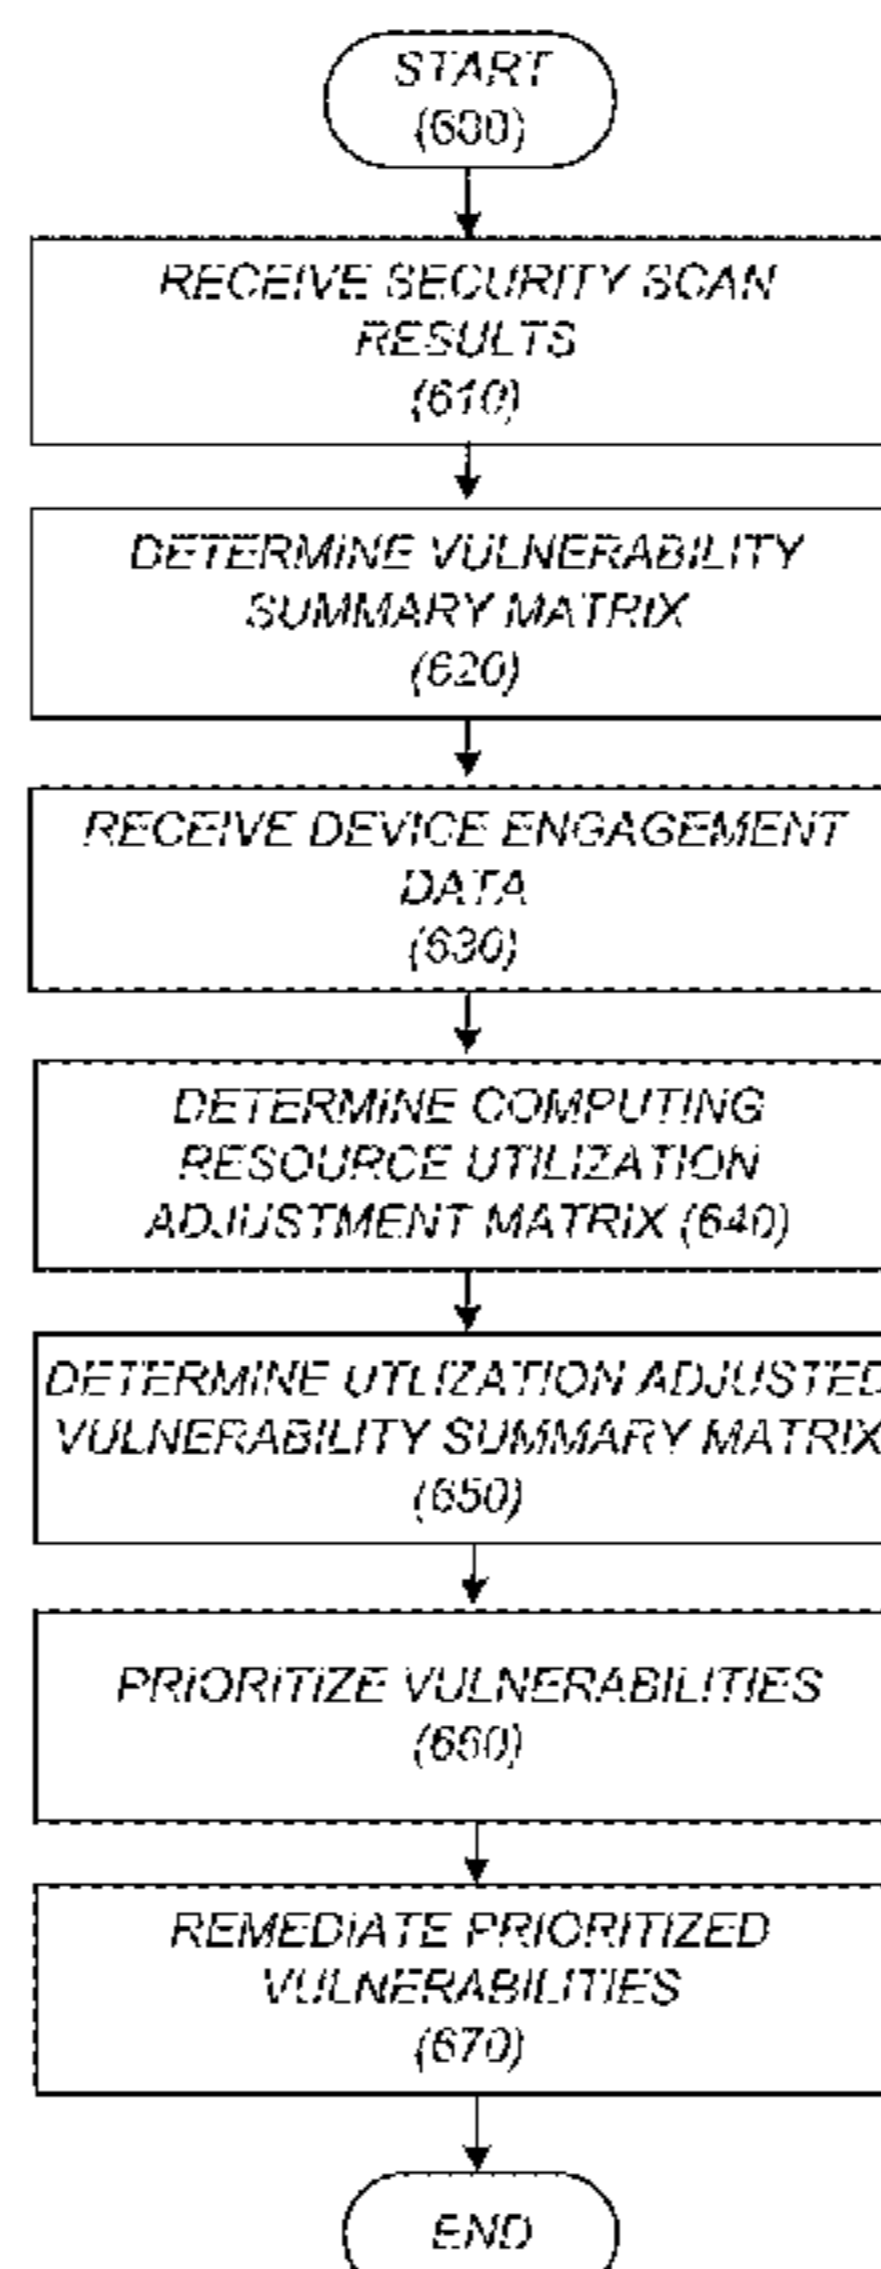 START
(600)
RECEIVE SECURITY SCAN
RESULTS
(610)
DETERMINE VULNERABILITY
SUMMARY MATRIX
(620)
RECEIVE DEVICE ENGAGEMENT
DATA
(630)
DETERMINE COMPUTING
RESOURCE UTILIZATION
ADJUSTMENT MATRIX (640)
DETERMINE UTLIZATION ADJUSTED
VULNERABILITY SUMMARY MATRIX
(650)
PRIORITIZE VULNERABILITIES
(660)
REMEDIATE PRIORITIZED
VULNERABILITIES
(670)
END